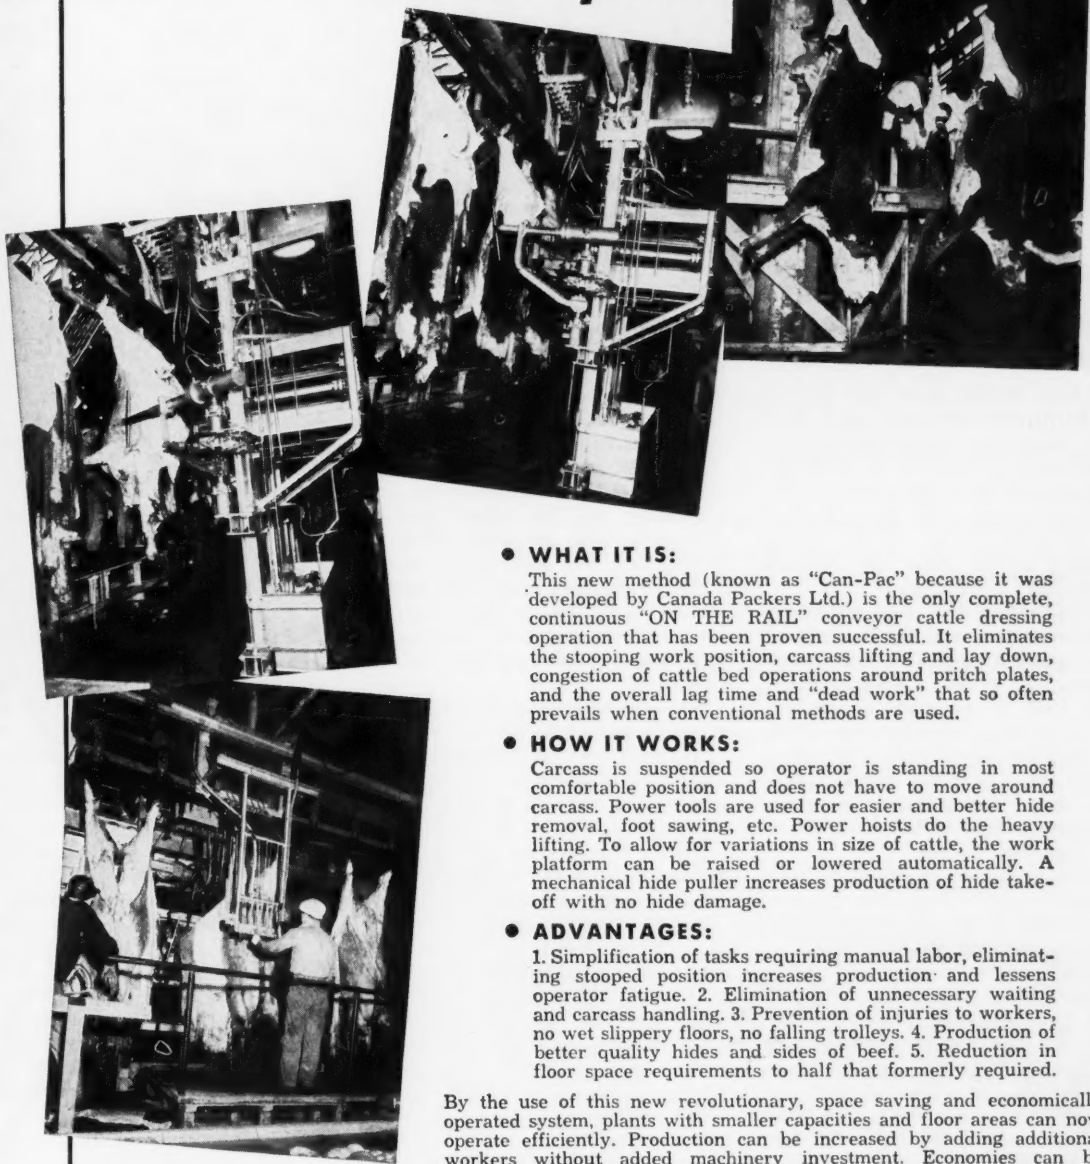 • WHAT IT IS:
This new method (known as "Can-Pac" because it was
developed by Canada Packers Ltd.) is the only complete,
continuous "ON THE RAIL" conveyor cattle dressing
operation that has been proven successful. It eliminates
the stooping work position, carcass lifting and lay down,
congestion of cattle bed operations around pritch plates,
and the overall lag time and "dead work" that so often
prevails when conventional methods are used.
• HOW IT WORKS:
Carcass is suspended so operator is standing in most
comfortable position and does not have to move around
carcass. Power tools are used for easier and better hide
removal, foot sawing, etc. Power hoists do the heavy
lifting. To allow for variations in size of cattle, the work
platform can be raised or lowered automatically. A
mechanical hide puller increases production of hide take-
off with no hide damage.
• ADVANTAGES:
1. Simplification of tasks requiring manual labor, eliminat-
ing stooped position increases production and lessens
operator fatigue. 2. Elimination of unnecessary waiting
and carcass handling. 3. Prevention of injuries to workers,
no wet slippery floors, no falling trolleys. 4. Production of
better quality hides and sides of beef. 5. Reduction in
floor space requirements to half that formerly required.
By the use of this new revolutionary, space saving and economicall
operated system, plants with smaller capacities and floor areas can no
operate efficiently. Production can be increased by adding additiona
workers without added machinery investment. Economies can